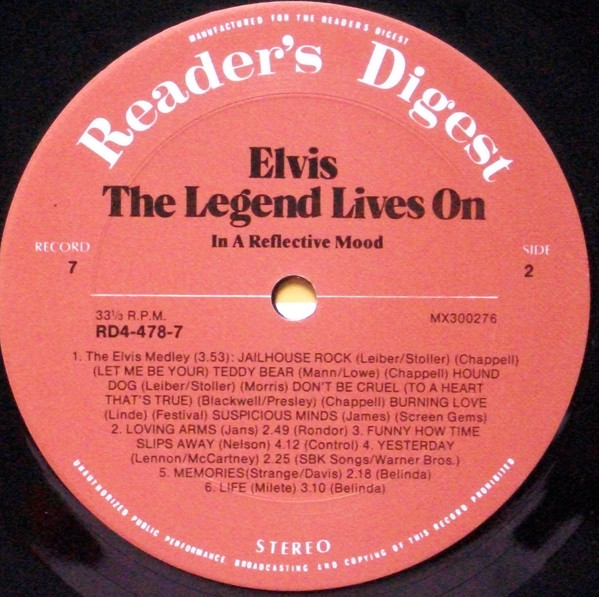 MANUFACTURED FOR THE READERS DIGEST
Reader's Digest
Elvis
The Legend Lives On
In A Reflective Mood
RECORD
7
SIDE
2
33⅓ R.P.M.
RD4-478-7
MX300276
1. The Elvis Medley (3.53): JAILHOUSE ROCK (Leiber/Stoller) (Chappell)
(LET ME BE YOUR) TEDDY BEAR (Mann/Lowe) (Chappell) HOUND
DOG (Leiber/Stoller) (Morris) DON'T BE CRUEL (TO A HEART
THAT'S TRUE) (Blackwell/Presley) (Chappell) BURNING LOVE
(Linde) (Festival) SUSPICIOUS MINDS (James) (Screen Gems)
2. LOVING ARMS (Jans) 2.49 (Rondor) 3. FUNNY HOW TIME
SLIPS AWAY (Nelson) 4.12 (Control) 4. YESTERDAY
(Lennon/McCartney) 2.25 (SBK Songs/Warner Bros.)
5. MEMORIES(Strange/Davis) 2.18 (Belinda)
6. LIFE (Milete) 3.10 (Belinda)
STEREO
UNAUTHORIZED PUBLIC PERFORMANCE BROADCASTING AND COPYING OF THIS RECORD PROHIBITED